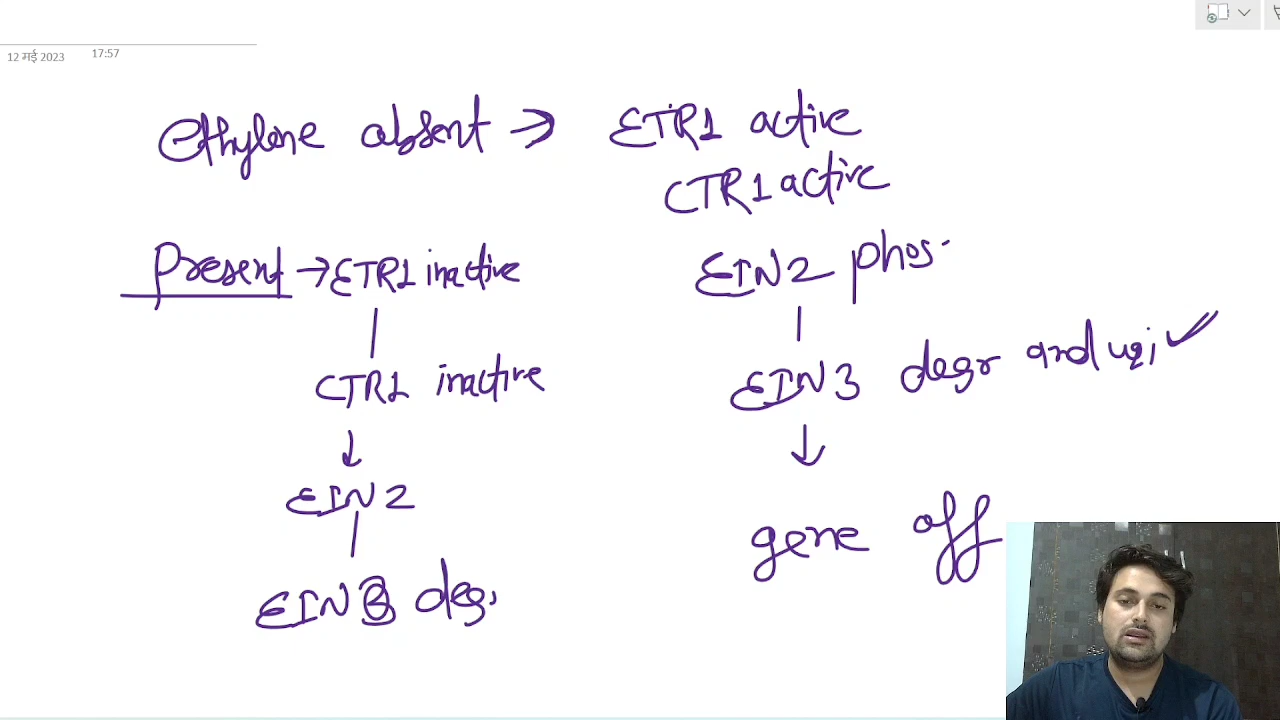 12 मई 2023 17:57
ethylene absent → ETR1 active
CTR1 active
Present → ETR1 inactive
EIN2 phos.
CTR1 inactive
EIN3 degr and
EIN2
gene off
EIN3 deg.